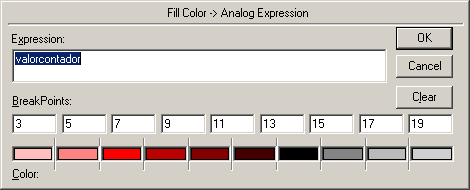 Fill Color -> Analog Expression
Expression:
OK
valorcontador
Cancel
Clear
BreakPoints:
3 5 7 9 11 13 15 17 19
Color: